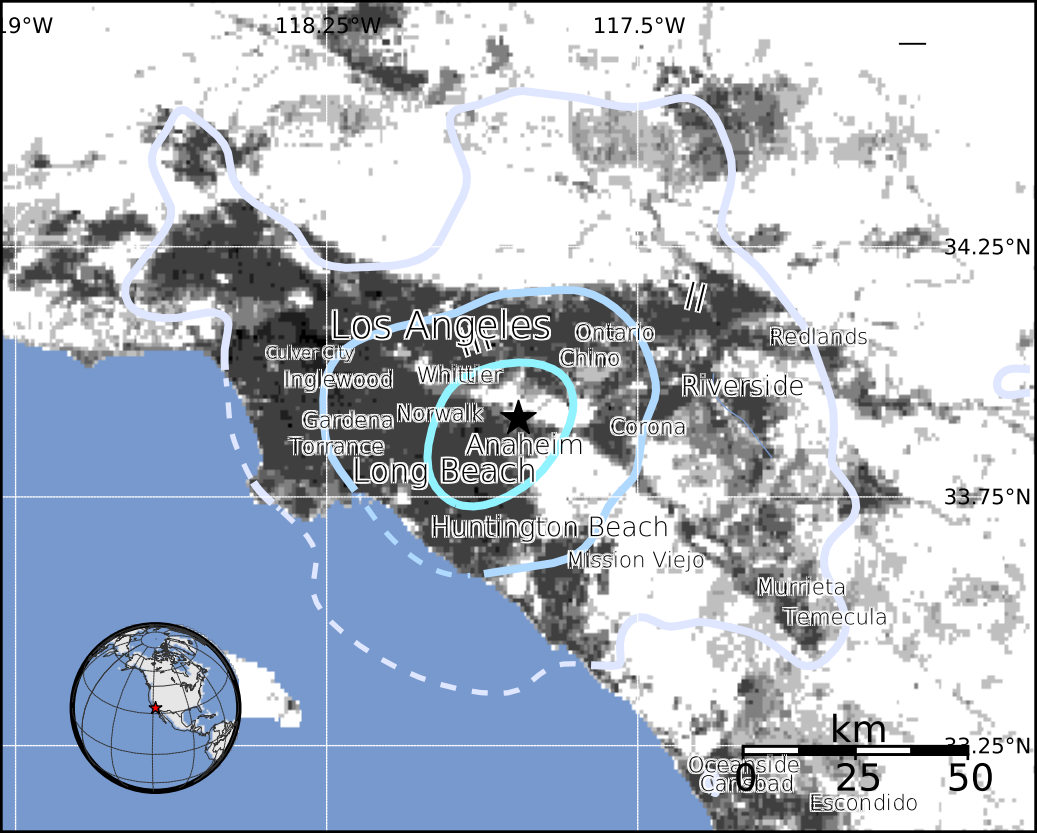 19°W
118.25°W
117.5°W
34.25°N
Los Angeles
Ontario
Redlands
Culver City
Chino
Inglewood
Whittier
Riverside
Gardena
Norwalk
Corona
Torrance
Anaheim
Long Beach
33.75°N
Huntington Beach
Mission Viejo
Murrieta
Temecula
km
33.25°N
Oceanside
0
25
50
Carlsbad
Escondido